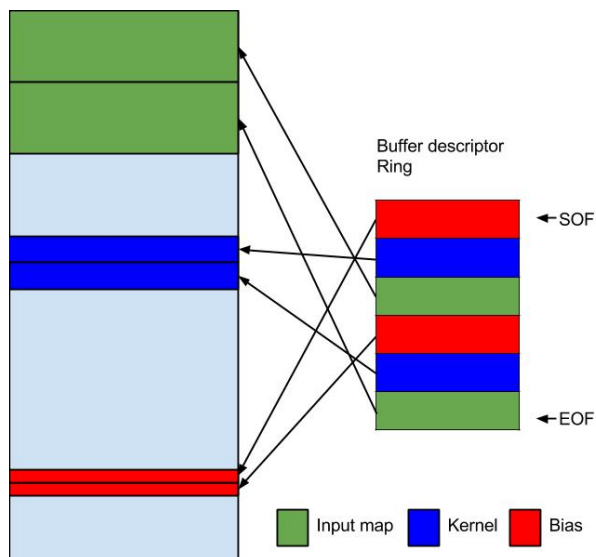 Buffer descriptor
Ring
SOF
EOF
Input map
Kernel
Bias